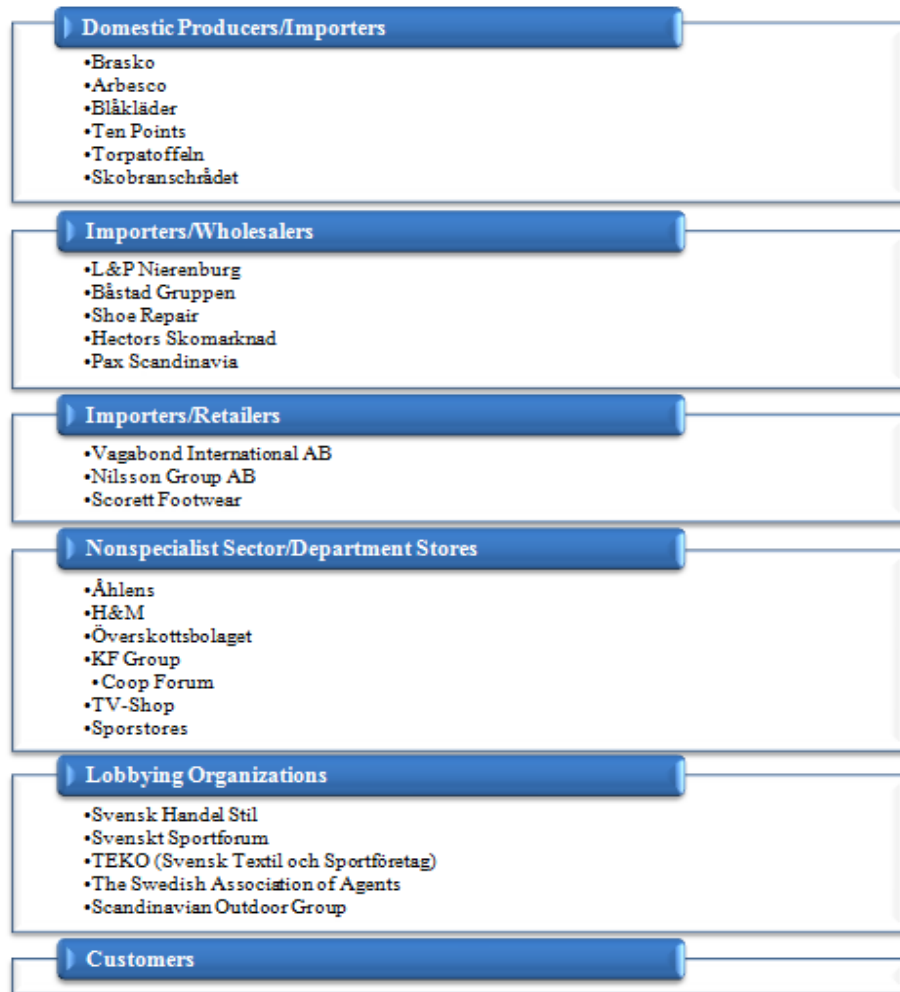 Domestic Producers/Importers
•Brasko
•Arbesco
•Blåkläder
•Ten Points
•Torpatoffeln
•Skobranschrådet
Importers/Wholesalers
•L&P Nierenburg
•Båstad Gruppen
•Shoe Repair
•Hectors Skomarknad
•Pax Scandinavia
Importers/Retailers
•Vagabond International AB
•Nilsson Group AB
•Scorett Footwear
Nonspecialist Sector/Department Stores
•Åhlens
•H&M
•Överskottsbolaget
•KF Group
•Coop Forum
•TV-Shop
•Sporstores
Lobbying Organizations
•Svensk Handel Stil
•Svenskt Sportforum
•TEKO (Svensk Textil och Sportföretag)
•The Swedish Association of Agents
•Scandinavian Outdoor Group
Customers